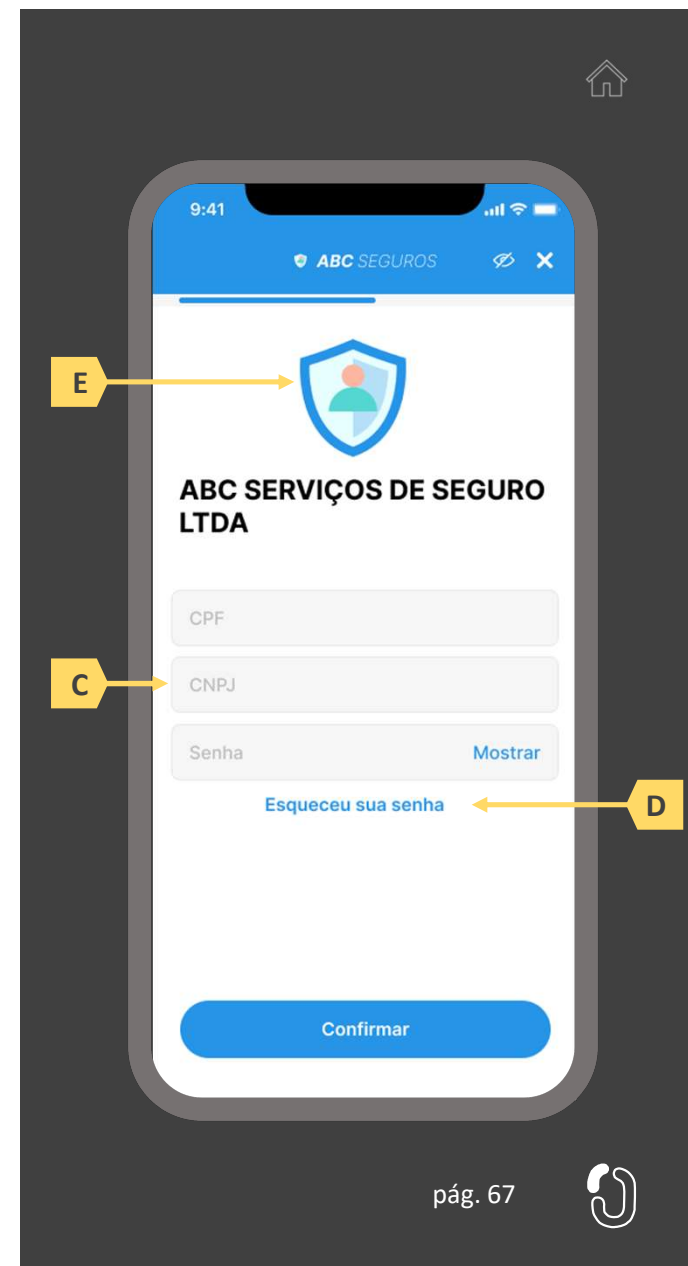 9:41
ABC SEGUROS
E
ABC SERVIÇOS DE SEGURO
LTDA
CPF
C
CNPJ
Senha
Mostrar
Esqueceu sua senha
D
Confirmar
pág. 67